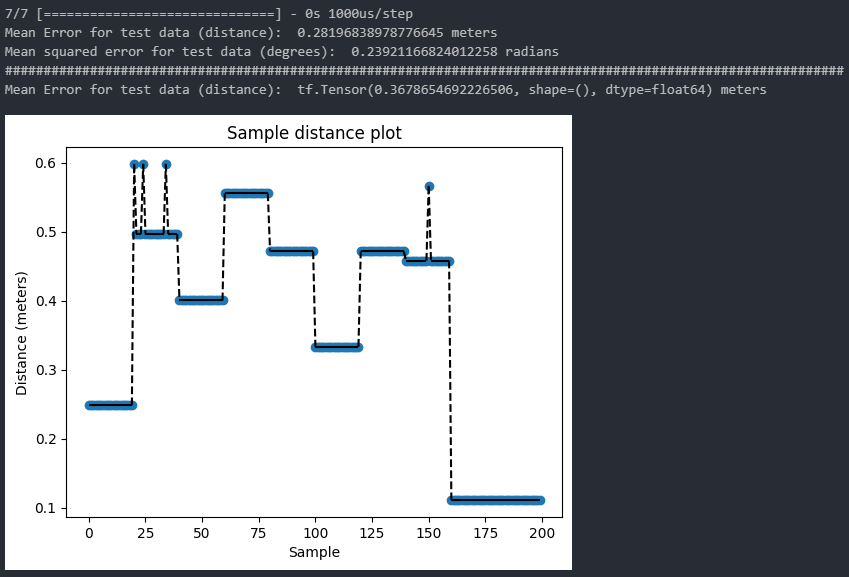 7/7 [==============================] - 0s 1000us/step
Mean Error for test data (distance):  0.28196838978776645 meters
Mean squared error for test data (degrees):  0.23921166824012258 radians
####################################################################################################################
Mean Error for test data (distance):  tf.Tensor(0.3678654692226506, shape=(), dtype=float64) meters
Sample distance plot
Distance (meters)
0.6
0.5
0.4
0.3
0.2
0.1
0 25 50 75 100 125 150 175 200
Sample